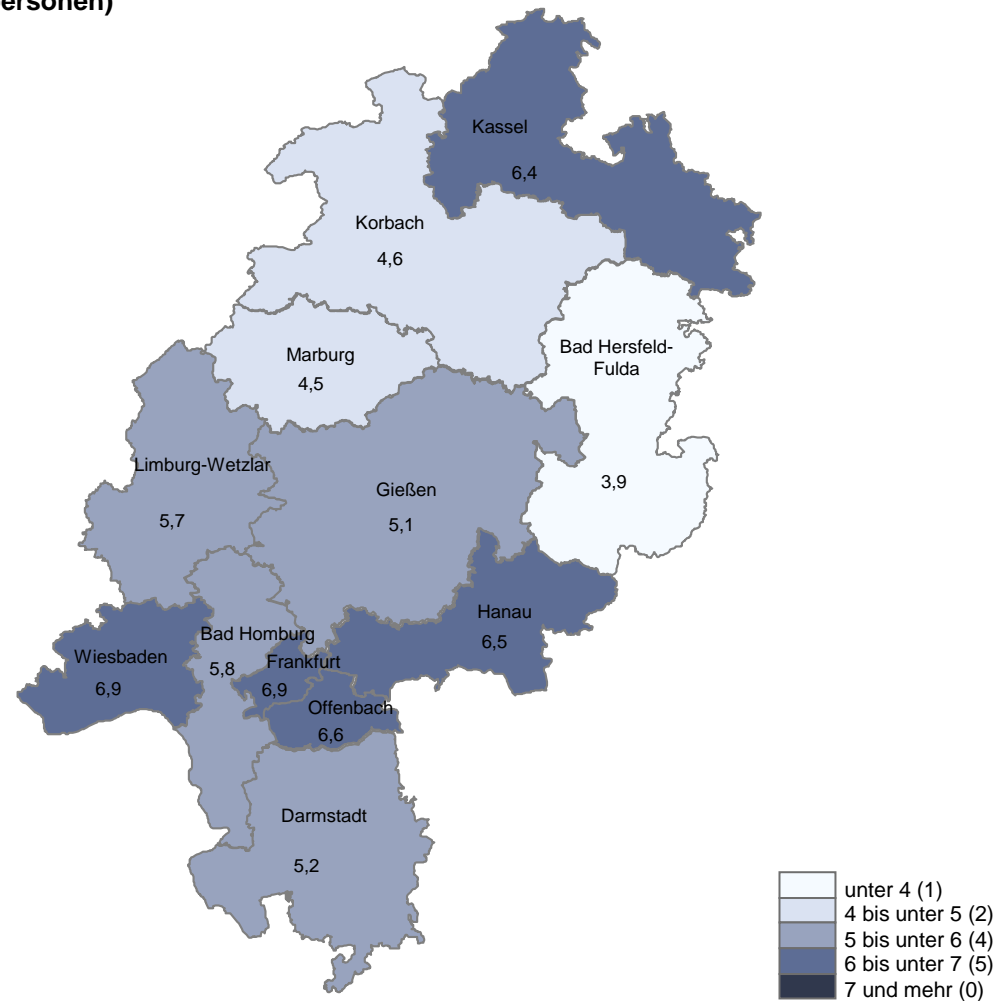 ersonen)
Kassel
6,4
Korbach
4,6
Bad Hersfeld-
Fulda
3,9
Marburg
4,5
Limburg-Wetzlar
5,7
Gießen
5,1
Hanau
6,5
Bad Homburg
5,8
Wiesbaden
6,9
Frankfurt
6,9
Offenbach
6,6
Darmstadt
5,2
unter 4 (1)
4 bis unter 5 (2)
5 bis unter 6 (4)
6 bis unter 7 (5)
7 und mehr (0)